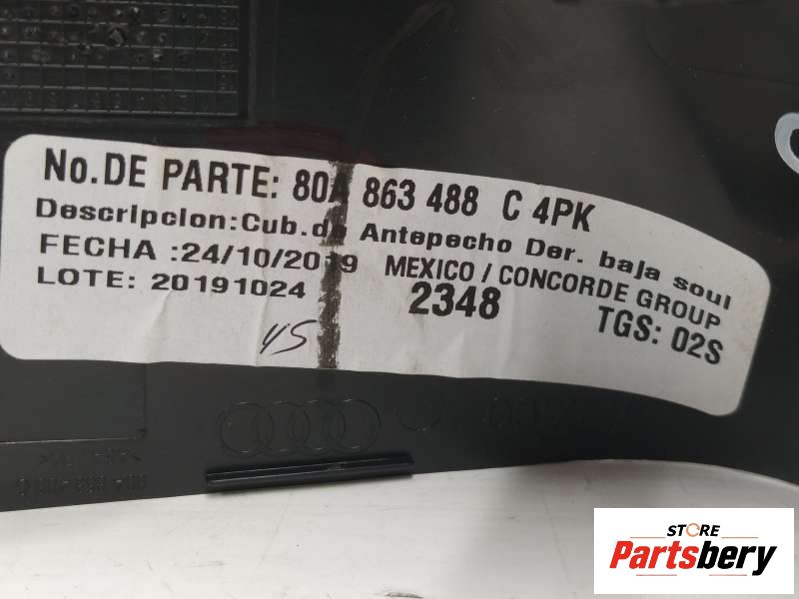 No.DE PARTE: 80A 863 488 C 4PK
Descripcion:Cub.de Antepecho Der. baja soul
FECHA :24/10/2019 MEXICO / CONCORDE GROUP
LOTE: 20191024 2348 TGS: 02S
45
STORE
Partsbery